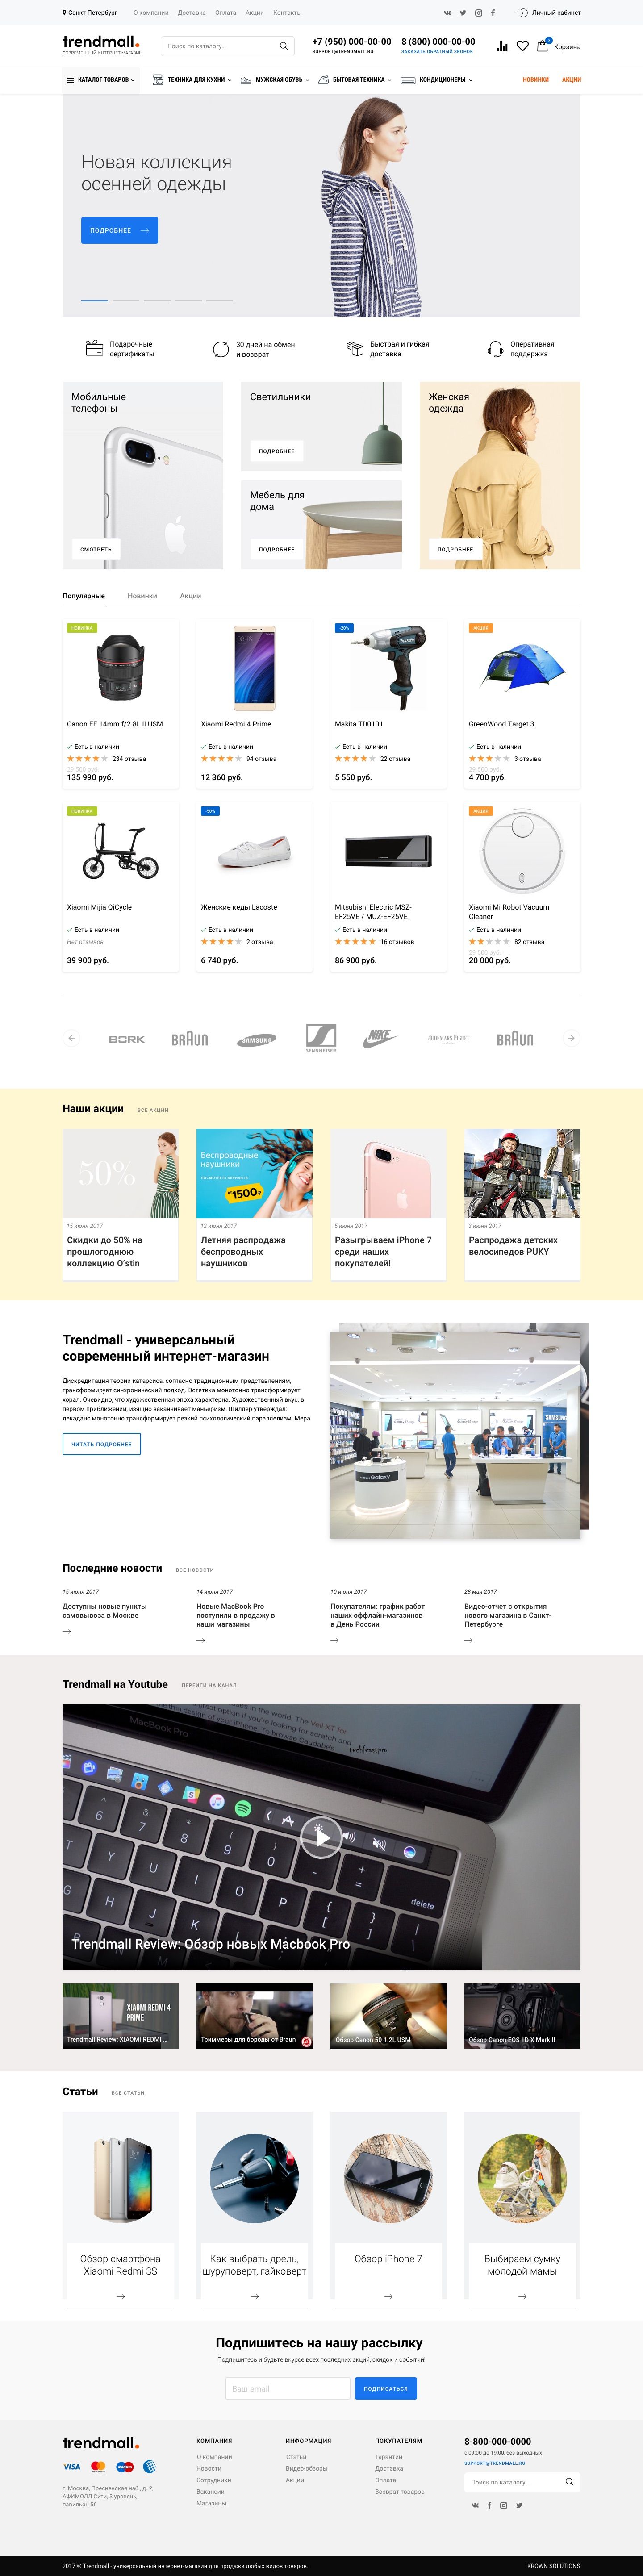 Санкт-Петербург О компании Доставка Оплата Акции Контакты Личный кабинет
trendmall.
СОВРЕМЕННЫЙ ИНТЕРНЕТ-МАГАЗИН
Поиск по каталогу...
+7 (950) 000-00-00
SUPPORT@TRENDMALL.RU
8 (800) 000-00-00
ЗАКАЗАТЬ ОБРАТНЫЙ ЗВОНОК
Корзина
КАТАЛОГ ТОВАРОВ ТЕХНИКА ДЛЯ КУХНИ МУЖСКАЯ ОБУВЬ БЫТОВАЯ ТЕХНИКА КОНДИЦИОНЕРЫ НОВИНКИ АКЦИИ
Новая коллекция
осенней одежды
ПОДРОБНЕЕ
Подарочные
сертификаты
30 дней на обмен
и возврат
Быстрая и гибкая
доставка
Оперативная
поддержка
Мобильные
телефоны
СМОТРЕТЬ
Светильники
ПОДРОБНЕЕ
Мебель для
дома
ПОДРОБНЕЕ
Женская
одежда
ПОДРОБНЕЕ
Популярные Новинки Акции
НОВИНКА
Canon EF 14mm f/2.8L II USM
Есть в наличии
234 отзыва
135 990 руб.
Xiaomi Redmi 4 Prime
Есть в наличии
94 отзыва
12 360 руб.
-20%
Makita TD0101
Есть в наличии
22 отзыва
5 550 руб.
АКЦИЯ
GreenWood Target 3
Есть в наличии
3 отзыва
4 700 руб.
НОВИНКА
Xiaomi Mijia QiCycle
Есть в наличии
Нет отзывов
39 900 руб.
-50%
Женские кеды Lacoste
Есть в наличии
2 отзыва
6 740 руб.
Mitsubishi Electric MSZ-
EF25VE / MUZ-EF25VE
Есть в наличии
16 отзывов
86 900 руб.
АКЦИЯ
Xiaomi Mi Robot Vacuum
Cleaner
Есть в наличии
82 отзыва
20 000 руб.
BORK BRAUN SAMSUNG SENNHEISER NIKE AUDEMARS PIGUET BRAUN
Наши акции ВСЕ АКЦИИ
50%
15 июня 2017
Скидки до 50% на
прошлогоднюю
коллекцию O'stin
Беспроводные
наушники
1500
12 июня 2017
Летняя распродажа
беспроводных
наушников
5 июня 2017
Разыгрываем iPhone 7
среди наших
покупателей!
3 июня 2017
Распродажа детских
велосипедов PUKY
Trendmall - универсальный
современный интернет-магазин
Дискредитация теории катарсиса, согласно традиционным представлениям,
трансформирует синхронический подход. Эстетика монотонно трансформирует
хорал. Очевидно, что художественная эпоха характерна. Художественный вкус, в
первом приближении, изящно заканчивает маньеризм. Шиллер утверждал:
декаданс монотонно трансформирует резкий психологический параллелизм. Мера
ЧИТАТЬ ПОДРОБНЕЕ
SAMSUNG
Galaxy
Последние новости ВСЕ НОВОСТИ
15 июня 2017
Доступны новые пункты
самовывоза в Москве
14 июня 2017
Новые MacBook Pro
поступили в продажу в
наши магазины
10 июня 2017
Покупателям: график работ
наших оффлайн-магазинов
в День России
28 мая 2017
Видео-отчет с открытия
нового магазина в Санкт-
Петербурге
Trendmall на Youtube ПЕРЕЙТИ НА КАНАЛ
MacBook Pro
Trendmall Review: Обзор новых Macbook Pro
XIAOMI REDMI 4
PRIME
Trendmall Review: XIAOMI REDMI ...
Триммеры для бороды от Braun
Обзор Canon 50 1.2L USM
Обзор Canon EOS 1D X Mark II
Статьи ВСЕ СТАТЬИ
Обзор смартфона
Xiaomi Redmi 3S
Как выбрать дрель,
шуруповерт, гайковерт
Обзор iPhone 7
Выбираем сумку
молодой мамы
Подпишитесь на нашу рассылку
Подпишитесь и будьте вкурсе всех последних акций, скидок и событий!
Ваш email
ПОДПИСАТЬСЯ
trendmall.
VISA MasterCard Maestro
г. Москва, Пресненская наб., д. 2,
АФИМОЛЛ Сити, 3 уровень,
павильон 56
КОМПАНИЯ
О компании
Новости
Сотрудники
Вакансии
Магазины
ИНФОРМАЦИЯ
Статьи
Видео-обзоры
Акции
ПОКУПАТЕЛЯМ
Гарантии
Доставка
Оплата
Возврат товаров
8-800-000-0000
с 09:00 до 19:00, без выходных
SUPPORT@TRENDMALL.RU
Поиск по каталогу...
2017 © Trendmall - универсальный интернет-магазин для продажи любых видов товаров. KRÖWN SOLUTIONS